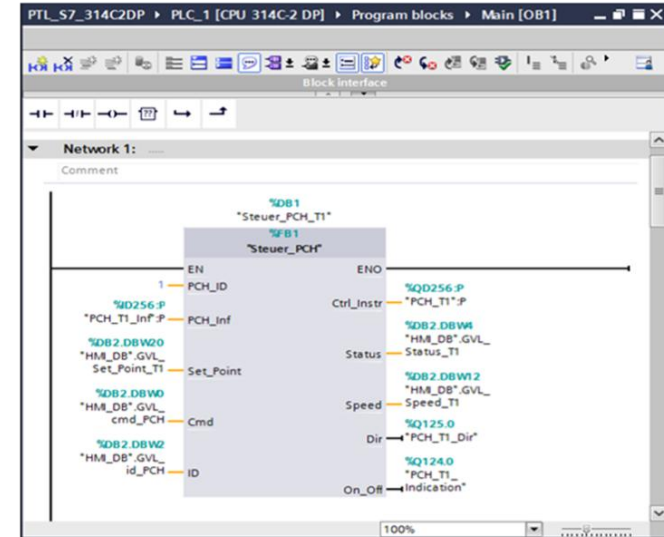 PTL_S7_314C2DP ▸ PLC_1 [CPU 314C-2 DP] ▸ Program blocks ▸ Main [OB1]
Block interface
Network 1: .....
Comment
%DB1
"Steuer_PCH_T1"
%FB1
"Steuer_PCH"
EN ENO
1 PCH_ID
%ID256:P
"PCH_T1_Inf":P PCH_Inf
%DB2.DBW20
"HMI_DB".GVL_
Set_Point_T1 Set_Point
%DB2.DBW0
"HMI_DB".GVL_
cmd_PCH Cmd
%DB2.DBW2
"HMI_DB".GVL_
id_PCH ID
%QD256:P
Ctrl_Instr "PCH_T1":P
%DB2.DBW4
"HMI_DB".GVL_
Status Status_T1
%DB2.DBW12
"HMI_DB".GVL_
Speed Speed_T1
%Q125.0
Dir "PCH_T1_Dir"
%Q124.0
"PCH_T1_
On_Off Indication"
100%